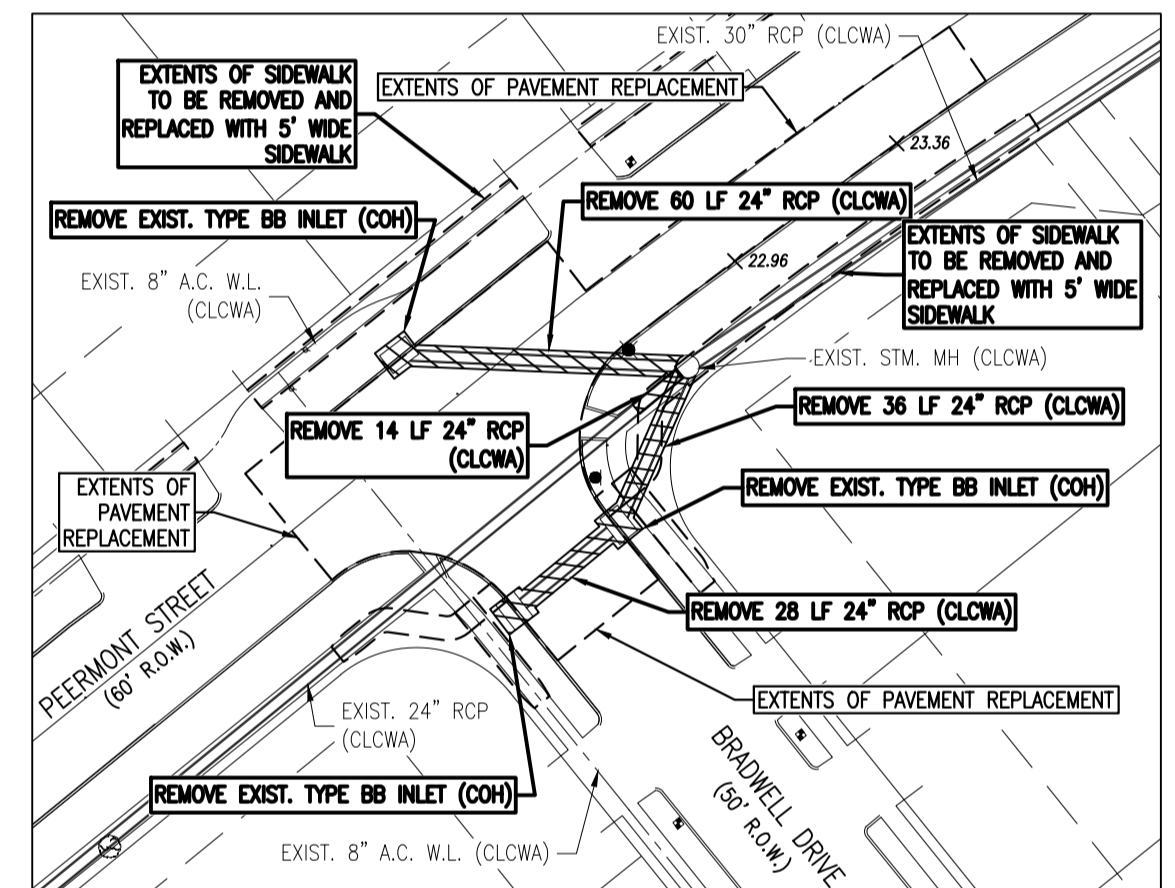 EXIST. 30” RCP (CLCWA)
EXTENTS OF SIDEWALK
TO BE REMOVED AND
REPLACED WITH 5' WIDE
SIDEWALK
EXTENTS OF PAVEMENT REPLACEMENT
23.36
REMOVE 60 LF 24" RCP (CLCWA)
REMOVE EXIST. TYPE BB INLET (COH)
EXTENTS OF SIDEWALK
TO BE REMOVED AND
REPLACED WITH 5' WIDE
SIDEWALK
22.96
EXIST. 8” A.C. W.L.
(CLCWA)
EXIST. STM. MH (CLCWA)
REMOVE 36 LF 24" RCP (CLCWA)
REMOVE 14 LF 24" RCP
(CLCWA)
REMOVE EXIST. TYPE BB INLET (COH)
EXTENTS OF
PAVEMENT
REPLACEMENT
REMOVE 28 LF 24" RCP (CLCWA)
PEERMONT STREET
(60' R.O.W.)
EXTENTS OF PAVEMENT REPLACEMENT
EXIST. 24” RCP
(CLCWA)
BRADWELL DRIVE
(50' R.O.W.)
REMOVE EXIST. TYPE BB INLET (COH)
EXIST. 8” A.C. W.L. (CLCWA)